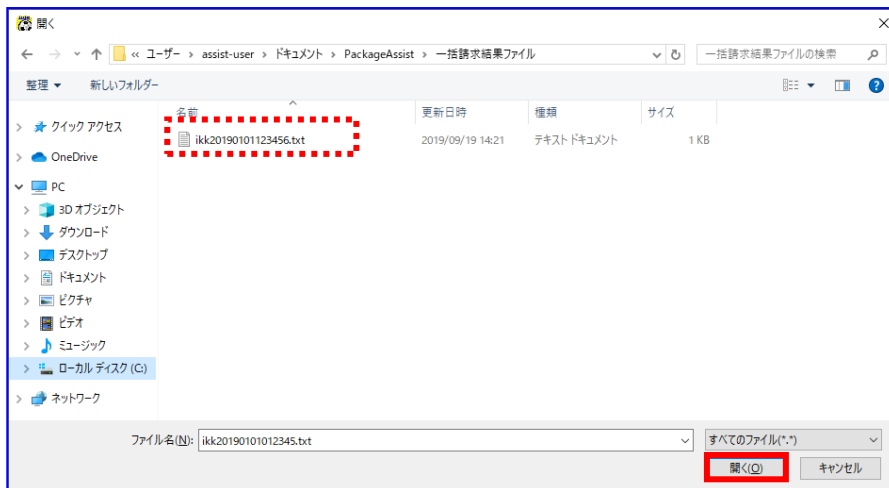 開く
« ユーザー › assist-user › ドキュメント › PackageAssist › 一括請求結果ファイル
一括請求結果ファイルの検索
整理 新しいフォルダー
名前 更新日時 種類 サイズ
ikk20190101123456.txt 2019/09/19 14:21 テキスト ドキュメント 1 KB
クイック アクセス
OneDrive
PC
3D オブジェクト
ダウンロード
デスクトップ
ドキュメント
ピクチャ
ビデオ
ミュージック
ローカル ディスク (C:)
ネットワーク
ファイル名(N): ikk20190101012345.txt すべてのファイル(*.*)
開く(O) キャンセル